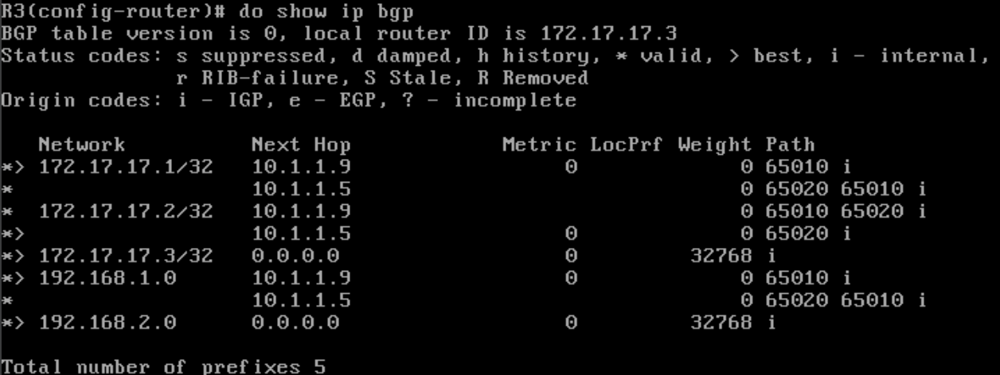 R3(config-router)# do show ip bgp
BGP table version is 0, local router ID is 172.17.17.3
Status codes: s suppressed, d damped, h history, * valid, > best, i - internal,
              r RIB-failure, S Stale, R Removed
Origin codes: i - IGP, e - EGP, ? - incomplete

   Network          Next Hop            Metric LocPrf Weight Path
*> 172.17.17.1/32   10.1.1.9                 0             0 65010 i
*                   10.1.1.5                               0 65020 65010 i
*  172.17.17.2/32   10.1.1.9                               0 65010 65020 i
*>                  10.1.1.5                 0             0 65020 i
*> 172.17.17.3/32   0.0.0.0                  0         32768 i
*> 192.168.1.0      10.1.1.9                 0             0 65010 i
*                   10.1.1.5                               0 65020 65010 i
*> 192.168.2.0      0.0.0.0                  0         32768 i

Total number of prefixes 5